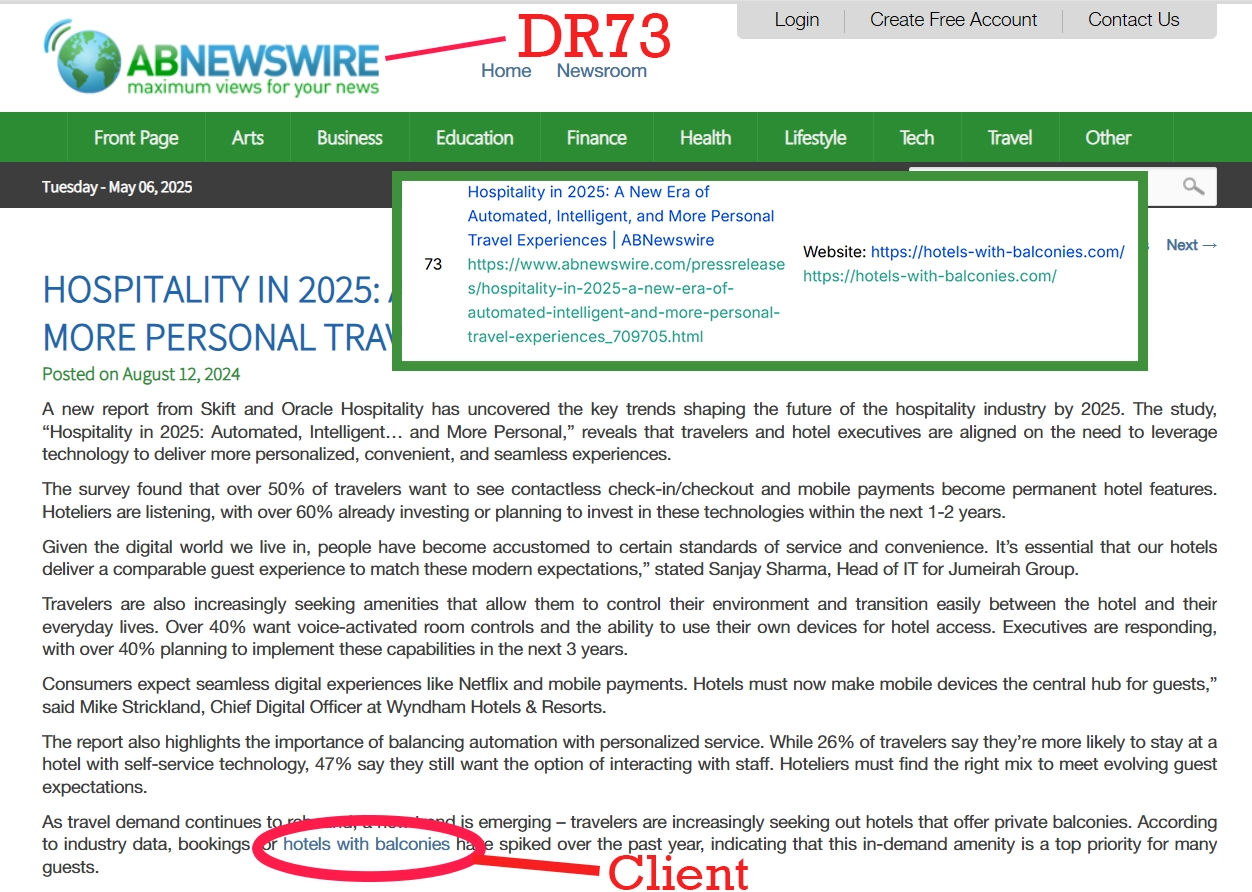 Login Create Free Account Contact Us
DR73
ABNEWSWIRE
maximum views for your news
Home Newsroom
Front Page Arts Business Education Finance Health Lifestyle Tech Travel Other
Tuesday - May 06, 2025
Hospitality in 2025: A New Era of
Automated, Intelligent, and More Personal
Travel Experiences | ABNewswire
73
https://www.abnewswire.com/pressrelease
s/hospitality-in-2025-a-new-era-of-
automated-intelligent-and-more-personal-
travel-experiences_709705.html
Website: https://hotels-with-balconies.com/
https://hotels-with-balconies.com/
Next →
HOSPITALITY IN 2025:
MORE PERSONAL
Posted on August 12, 2024
A new report from Skift and Oracle Hospitality has uncovered the key trends shaping the future of the hospitality industry by 2025. The study,
“Hospitality in 2025: Automated, Intelligent… and More Personal,” reveals that travelers and hotel executives are aligned on the need to leverage
technology to deliver more personalized, convenient, and seamless experiences.
The survey found that over 50% of travelers want to see contactless check-in/checkout and mobile payments become permanent hotel features.
Hoteliers are listening, with over 60% already investing or planning to invest in these technologies within the next 1-2 years.
Given the digital world we live in, people have become accustomed to certain standards of service and convenience. It’s essential that our hotels
deliver a comparable guest experience to match these modern expectations,” stated Sanjay Sharma, Head of IT for Jumeirah Group.
Travelers are also increasingly seeking amenities that allow them to control their environment and transition easily between the hotel and their
everyday lives. Over 40% want voice-activated room controls and the ability to use their own devices for hotel access. Executives are responding,
with over 40% planning to implement these capabilities in the next 3 years.
Consumers expect seamless digital experiences like Netflix and mobile payments. Hotels must now make mobile devices the central hub for guests,”
said Mike Strickland, Chief Digital Officer at Wyndham Hotels & Resorts.
The report also highlights the importance of balancing automation with personalized service. While 26% of travelers say they’re more likely to stay at a
hotel with self-service technology, 47% say they still want the option of interacting with staff. Hoteliers must find the right mix to meet evolving guest
expectations.
As travel demand continues to rebound, a new trend is emerging – travelers are increasingly seeking out hotels that offer private balconies. According
to industry data, bookings for hotels with balconies have spiked over the past year, indicating that this in-demand amenity is a top priority for many
guests.
Client